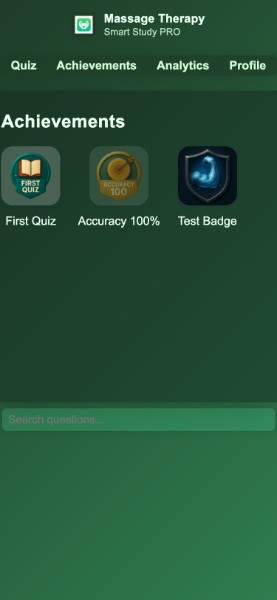 Massage Therapy
Smart Study PRO
Quiz Achievements Analytics Profile
Achievements
FIRST
QUIZ
ACCURACY
100
First Quiz Accuracy 100% Test Badge
Search questions...